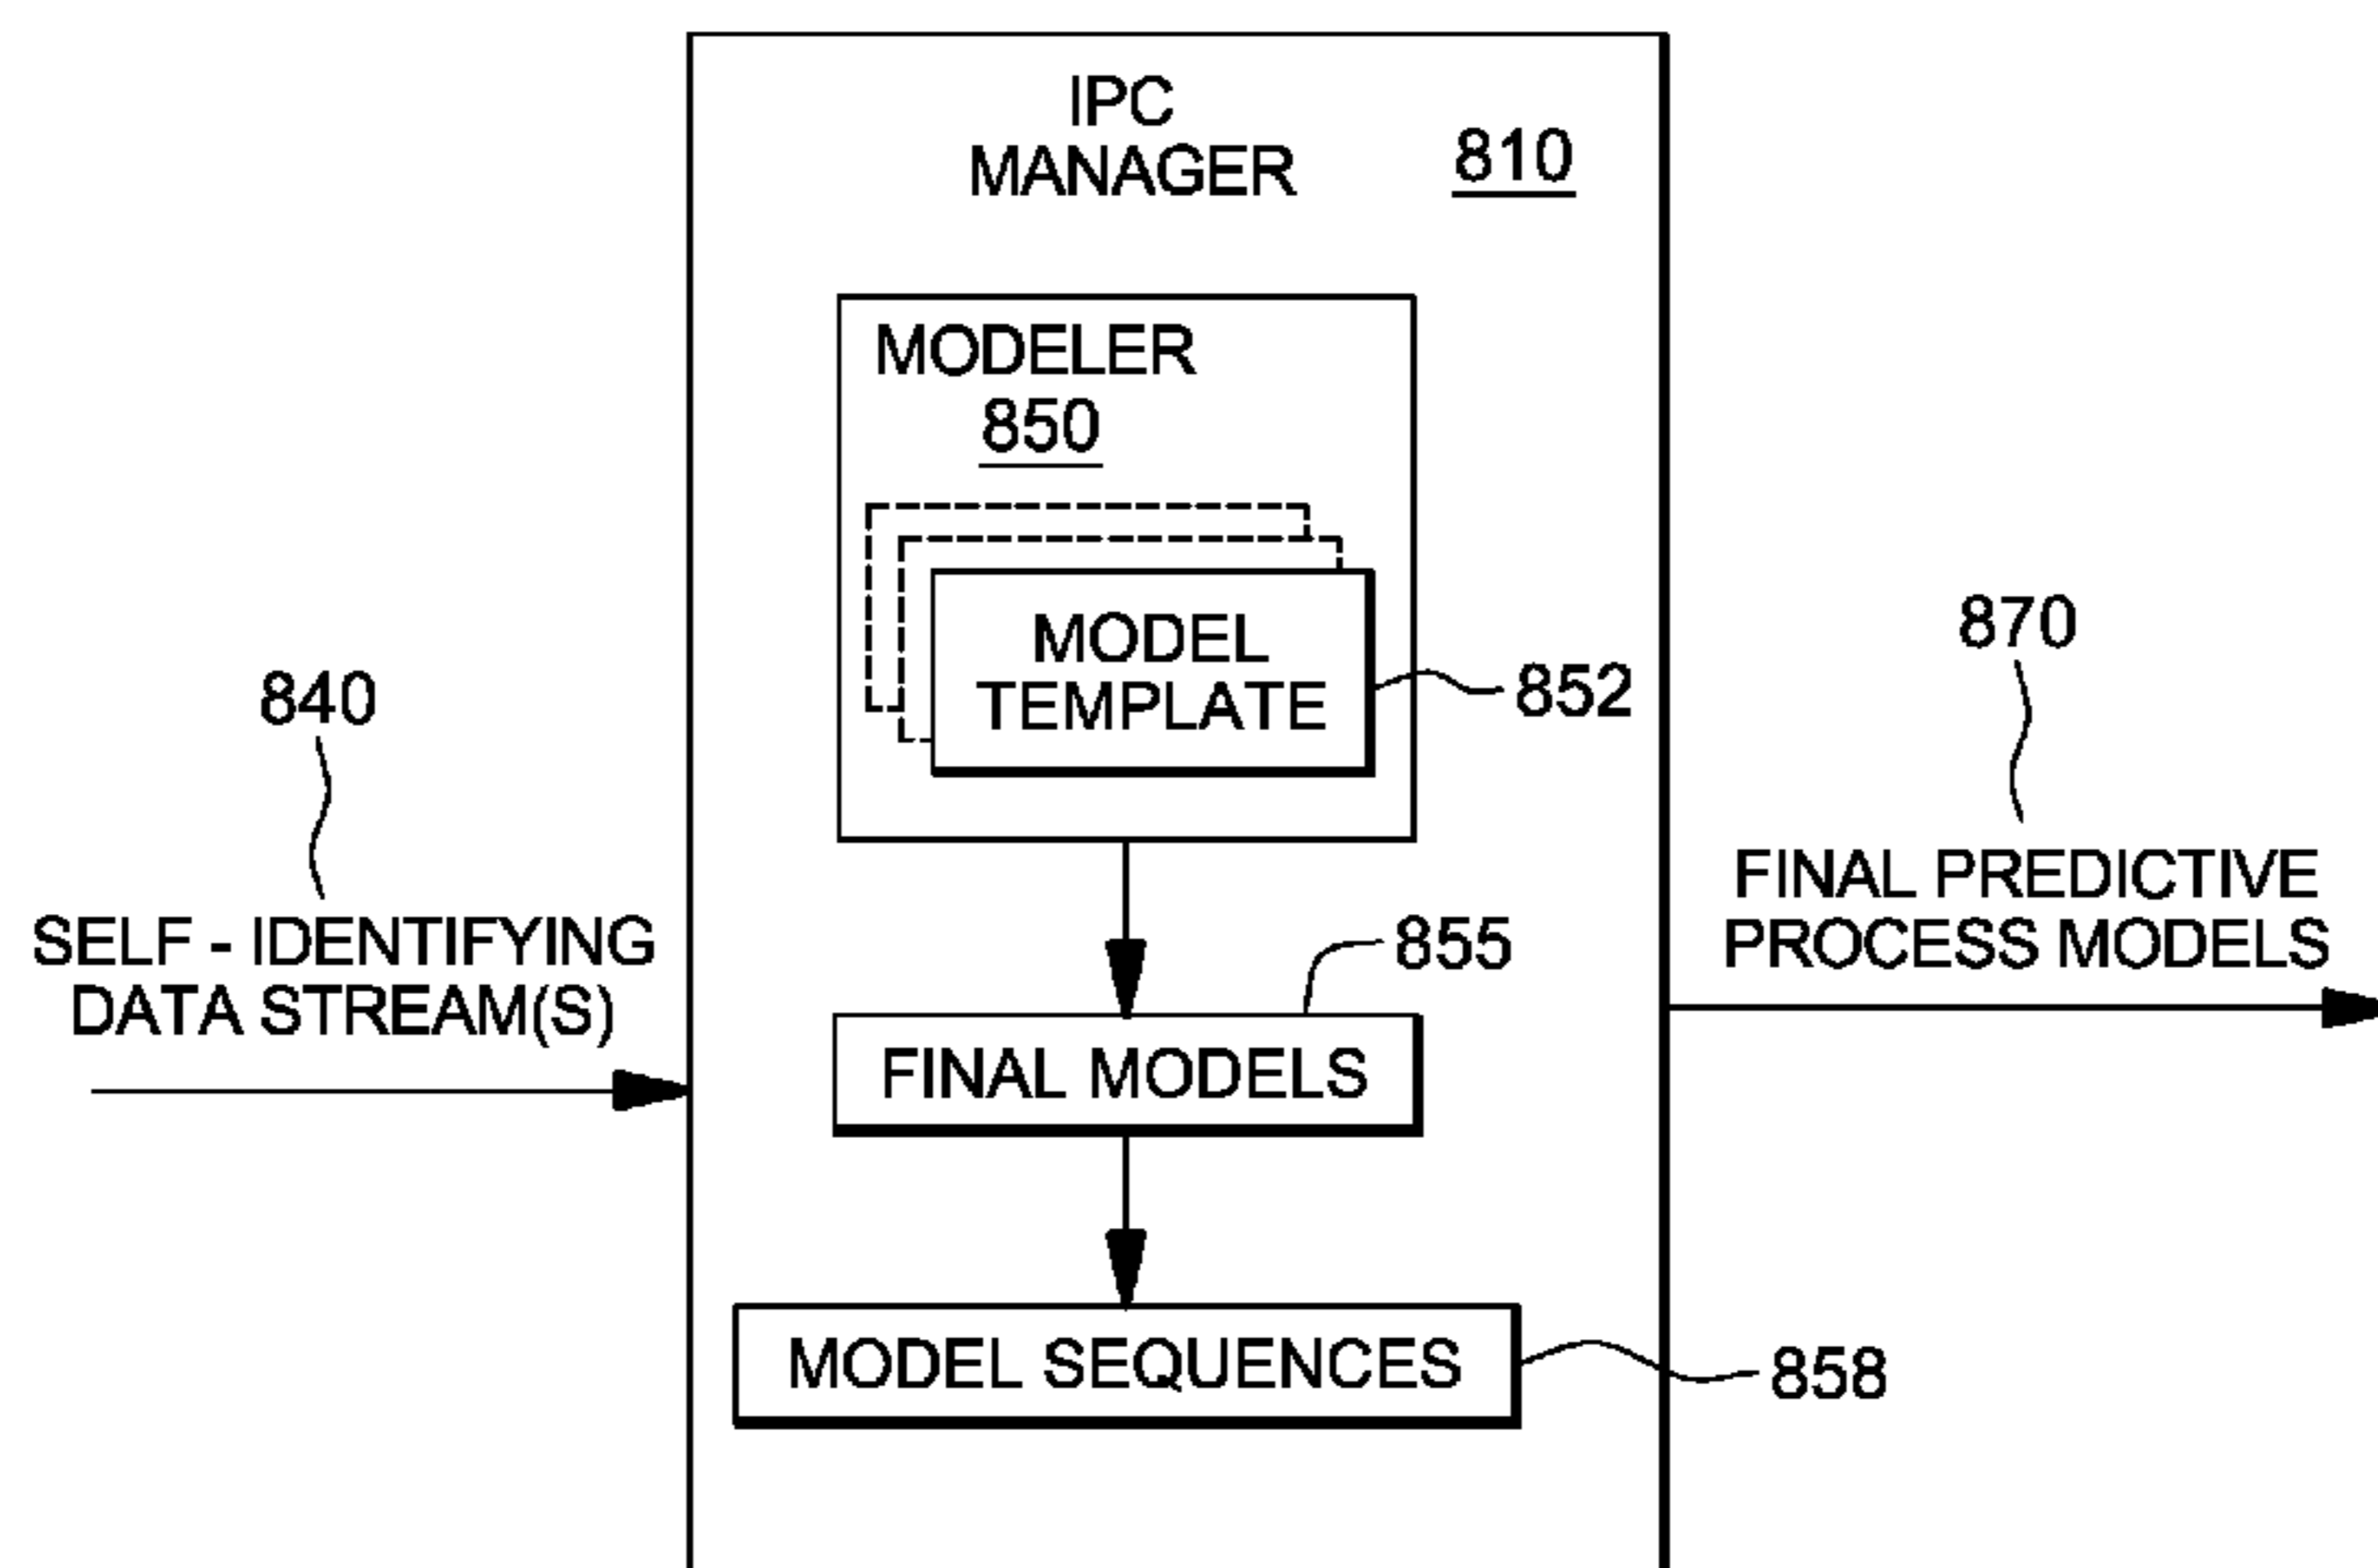 IPC
MANAGER
810
MODELER
850
MODEL
TEMPLATE
852
840
SELF - IDENTIFYING
DATA STREAM(S)
870
FINAL PREDICTIVE
PROCESS MODELS
855
FINAL MODELS
MODEL SEQUENCES
858